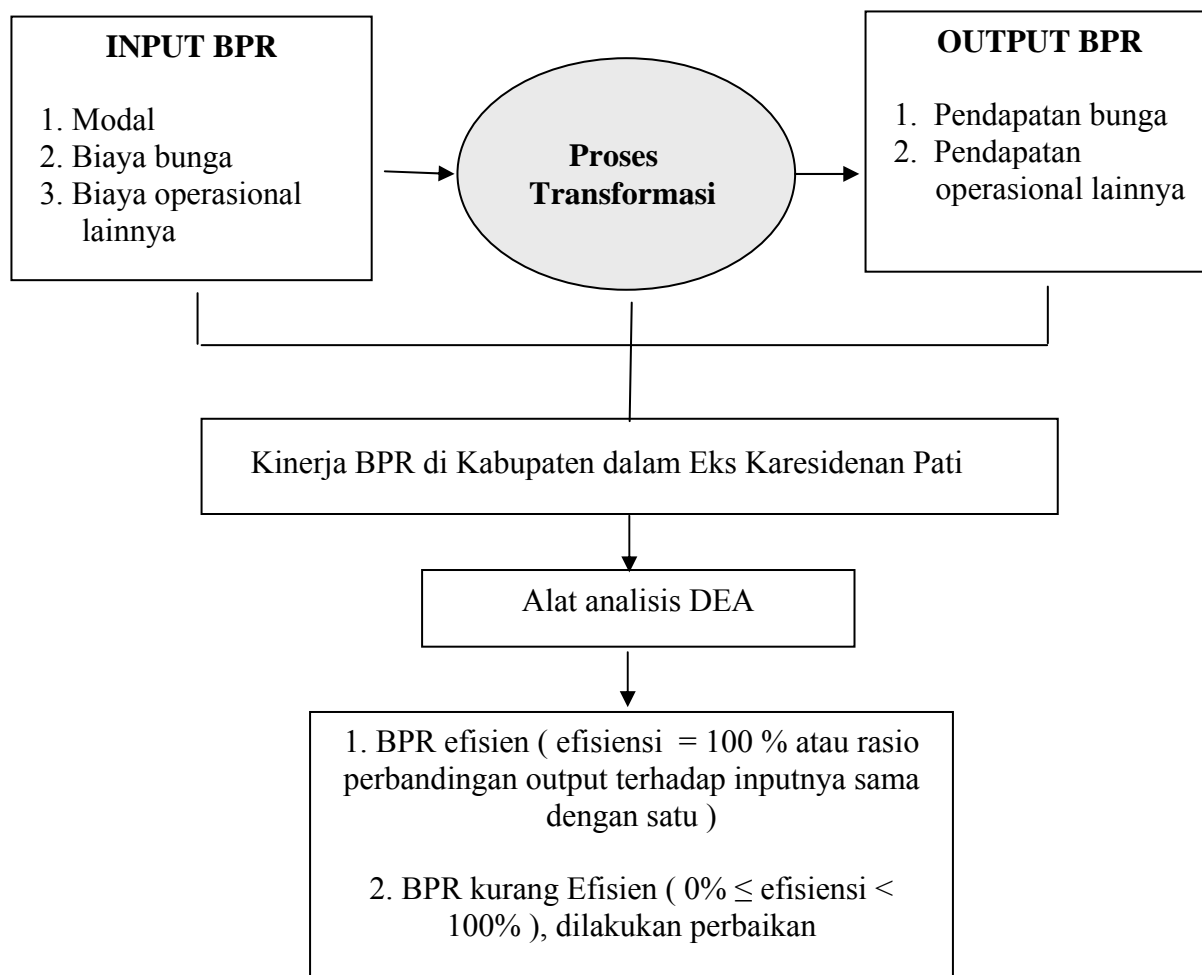 INPUT BPR
1. Modal
2. Biaya bunga
3. Biaya operasional
lainnya
Proses
Transformasi
OUTPUT BPR
1. Pendapatan bunga
2. Pendapatan
operasional lainnya
Kinerja BPR di Kabupaten dalam Eks Karesidenan Pati
Alat analisis DEA
1. BPR efisien ( efisiensi = 100 % atau rasio
perbandingan output terhadap inputnya sama
dengan satu )
2. BPR kurang Efisien ( 0% ≤ efisiensi <
100% ), dilakukan perbaikan